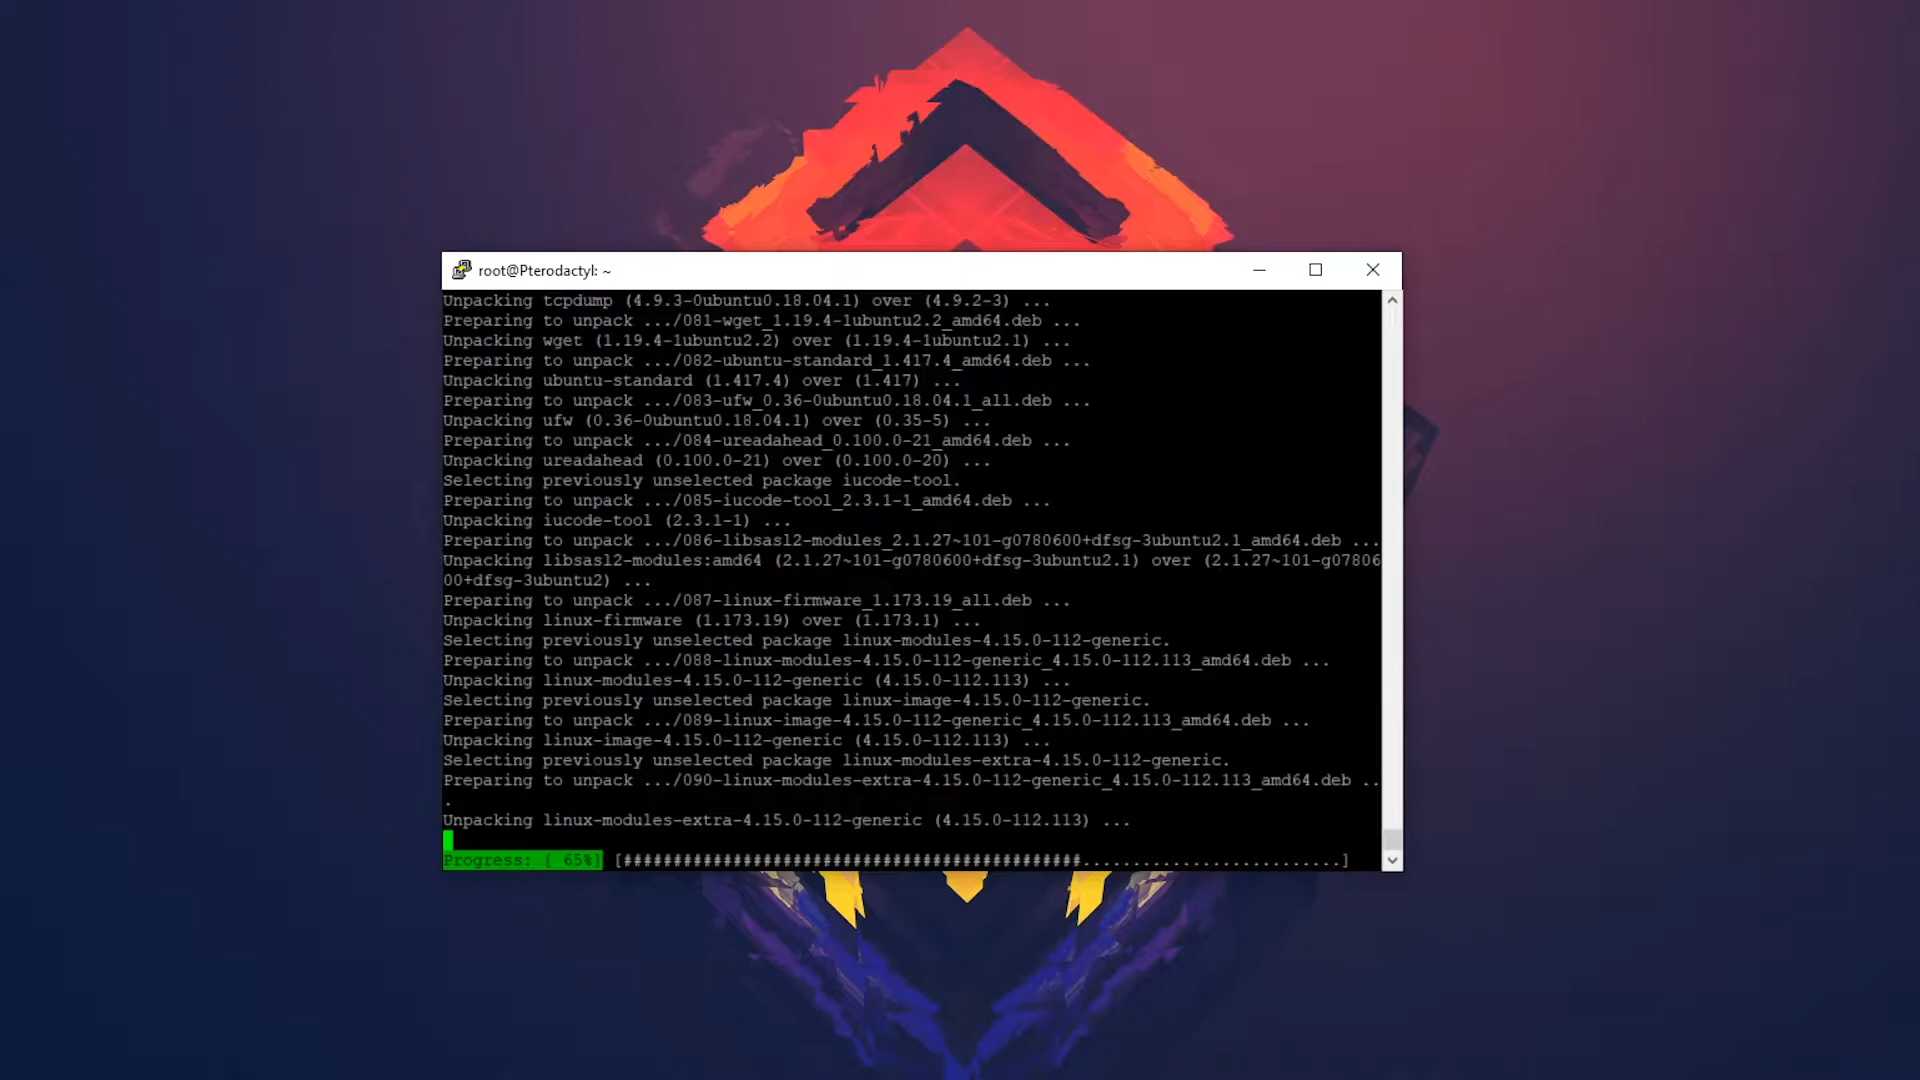 root@Pterodactyl: ~
Unpacking tcpdump (4.9.3-0ubuntu0.18.04.1) over (4.9.2-3) ...
Preparing to unpack .../081-wget_1.19.4-1ubuntu2.2_amd64.deb ...
Unpacking wget (1.19.4-1ubuntu2.2) over (1.19.4-1ubuntu2.1) ...
Preparing to unpack .../082-ubuntu-standard_1.417.4_amd64.deb ...
Unpacking ubuntu-standard (1.417.4) over (1.417) ...
Preparing to unpack .../083-ufw_0.36-0ubuntu0.18.04.1_all.deb ...
Unpacking ufw (0.36-0ubuntu0.18.04.1) over (0.35-5) ...
Preparing to unpack .../084-ureadahead_0.100.0-21_amd64.deb ...
Unpacking ureadahead (0.100.0-21) over (0.100.0-20) ...
Selecting previously unselected package iucode-tool.
Preparing to unpack .../085-iucode-tool_2.3.1-1_amd64.deb ...
Unpacking iucode-tool (2.3.1-1) ...
Preparing to unpack .../086-libsasl2-modules_2.1.27~101-g0780600+dfsg-3ubuntu2.1_amd64.deb ...
Unpacking libsasl2-modules:amd64 (2.1.27~101-g0780600+dfsg-3ubuntu2.1) over (2.1.27~101-g07806
00+dfsg-3ubuntu2) ...
Preparing to unpack .../087-linux-firmware_1.173.19_all.deb ...
Unpacking linux-firmware (1.173.19) over (1.173.1) ...
Selecting previously unselected package linux-modules-4.15.0-112-generic.
Preparing to unpack .../088-linux-modules-4.15.0-112-generic_4.15.0-112.113_amd64.deb ...
Unpacking linux-modules-4.15.0-112-generic (4.15.0-112.113) ...
Selecting previously unselected package linux-image-4.15.0-112-generic.
Preparing to unpack .../089-linux-image-4.15.0-112-generic_4.15.0-112.113_amd64.deb ...
Unpacking linux-image-4.15.0-112-generic (4.15.0-112.113) ...
Selecting previously unselected package linux-modules-extra-4.15.0-112-generic.
Preparing to unpack .../090-linux-modules-extra-4.15.0-112-generic_4.15.0-112.113_amd64.deb ..
.
Unpacking linux-modules-extra-4.15.0-112-generic (4.15.0-112.113) ...
Progress: [ 65%] [##############################################..........................]